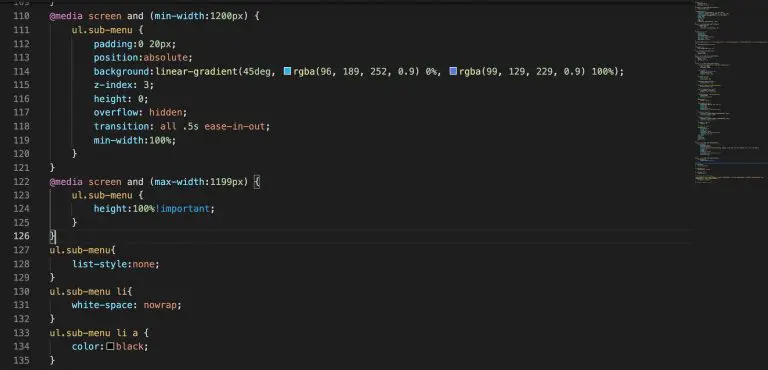 109 }
110 @media screen and (min-width:1200px) {
111 ul.sub-menu {
112 padding:0 20px;
113 position:absolute;
114 background:linear-gradient(45deg, rgba(96, 189, 252, 0.9) 0%, rgba(99, 129, 229, 0.9) 100%);
115 z-index: 3;
116 height: 0;
117 overflow: hidden;
118 transition: all .5s ease-in-out;
119 min-width:100%;
120 }
121 }
122 @media screen and (max-width:1199px) {
123 ul.sub-menu {
124 height:100%!important;
125 }
126 }
127 ul.sub-menu{
128 list-style:none;
129 }
130 ul.sub-menu li{
131 white-space: nowrap;
132 }
133 ul.sub-menu li a {
134 color:black;
135 }